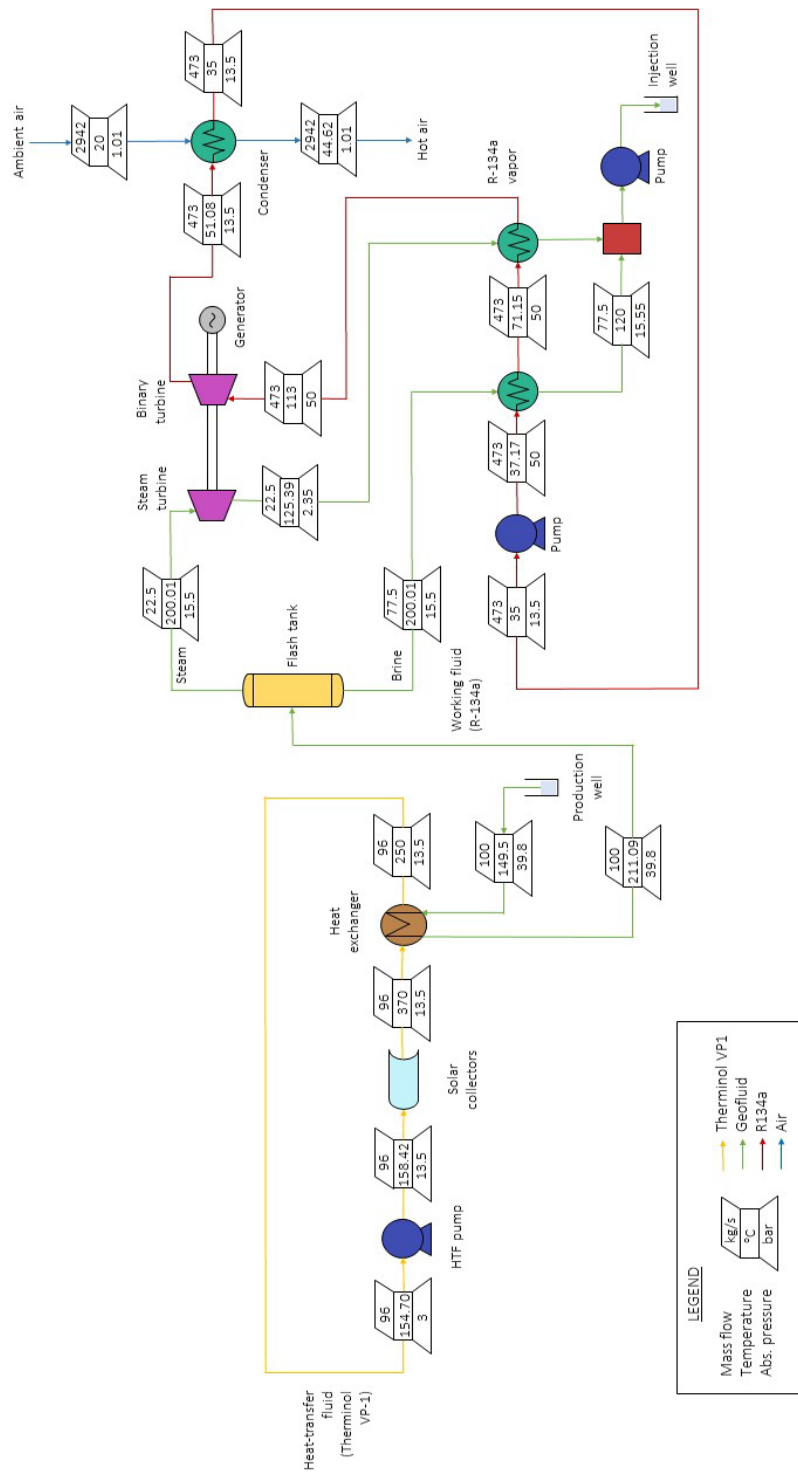 Ambient air
2942
20
1.01
473
35
13.5
Condenser
473
51.08
13.5
2942
44.62
1.01
Hot air
Steam
22.5
200.01
15.5
Steam
turbine
Binary
turbine
Generator
22.5
125.39
2.35
473
113
50
R-134a
vapor
Flash tank
Brine
77.5
200.01
15.5
Working fluid
(R-134a)
473
35
13.5
Pump
473
37.17
50
473
71.15
50
77.5
120
15.55
Pump
Injection
well
Heat-transfer
fluid
(Therminol
VP-1)
96
154.70
3
HTF pump
96
158.42
13.5
Solar
collectors
96
370
13.5
Heat
exchanger
96
250
13.5
100
149.5
39.8
Production
well
100
211.09
39.8
LEGEND
Mass flow
Temperature
Abs. pressure
kg/s
°C
bar
Therminol VP1
Geofluid
R134a
Air